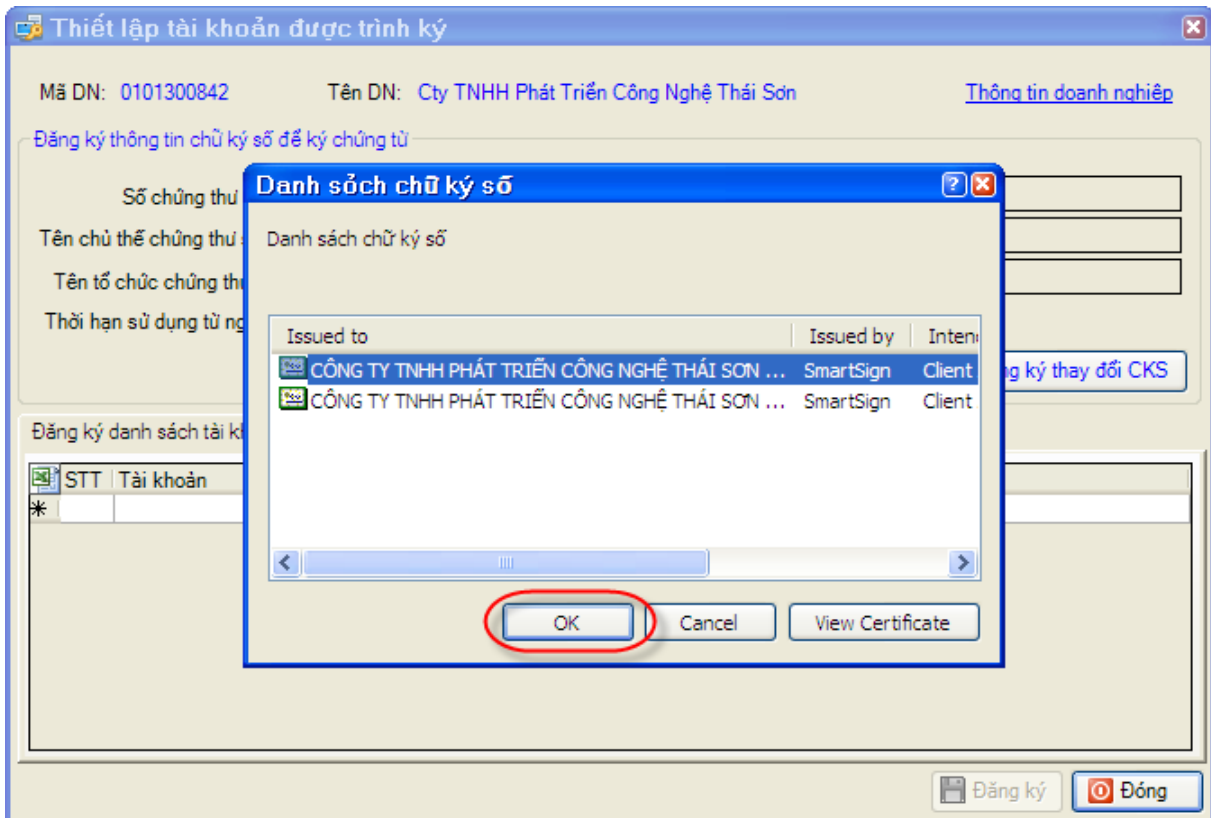 Thiết lập tài khoản được trình ký
Mã DN: 0101300842 Tên DN: Cty TNHH Phát Triển Công Nghệ Thái Sơn Thông tin doanh nghiệp
Đăng ký thông tin chữ ký số để ký chứng từ
Danh sỏch chữ ký số
Số chứng thư
Tên chủ thể chứng thư
Danh sách chữ ký số
Tên tổ chức chứng
Thời hạn sử dụng từ
Issued to Issued by
CÔNG TY TNHH PHÁT TRIỂN CÔNG NGHỆ THÁI SƠN ... SmartSign Client
ký thay đổi CKS
CÔNG TY TNHH PHÁT TRIỂN CÔNG NGHỆ THÁI SƠN ... SmartSign Client
Đăng ký danh sách tài
STT Tài khoản
*
OK Cancel View Certificate
Đăng ký Đóng